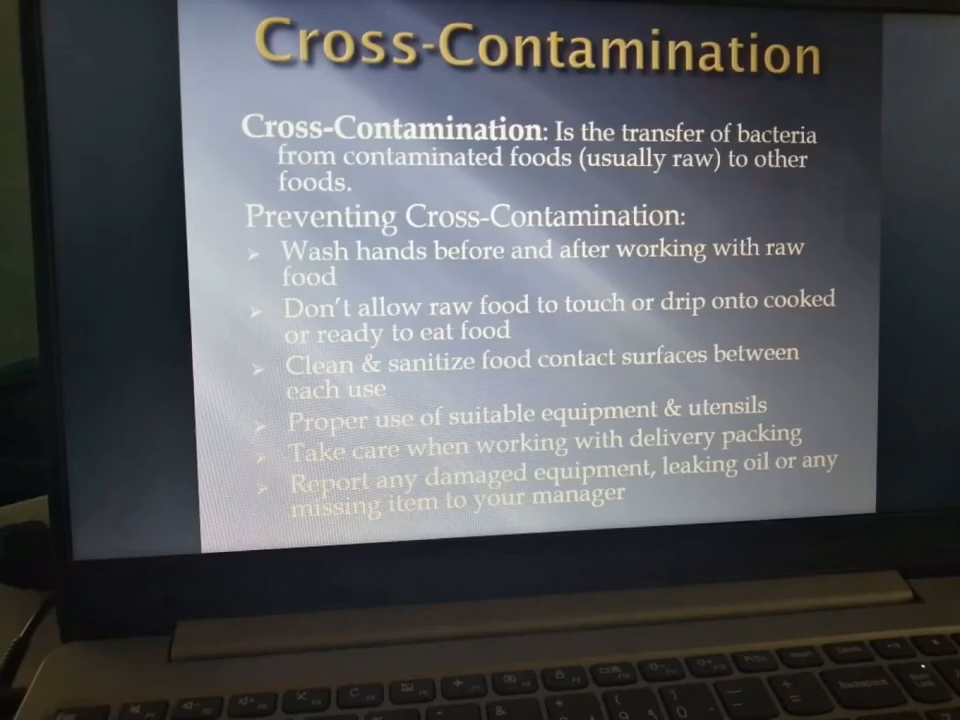 Cross-Contamination
Cross-Contamination: Is the transfer of bacteria
from contaminated foods (usually raw) to other
foods.
Preventing Cross-Contamination:
Wash hands before and after working with raw
food
Don't allow raw food to touch or drip onto cooked
or ready to eat food
Clean & sanitize food contact surfaces between
each use
Proper use of suitable equipment & utensils
Take care when working with delivery packing
Report any damaged equipment, leaking oil or any
missing item to your manager
Backspace